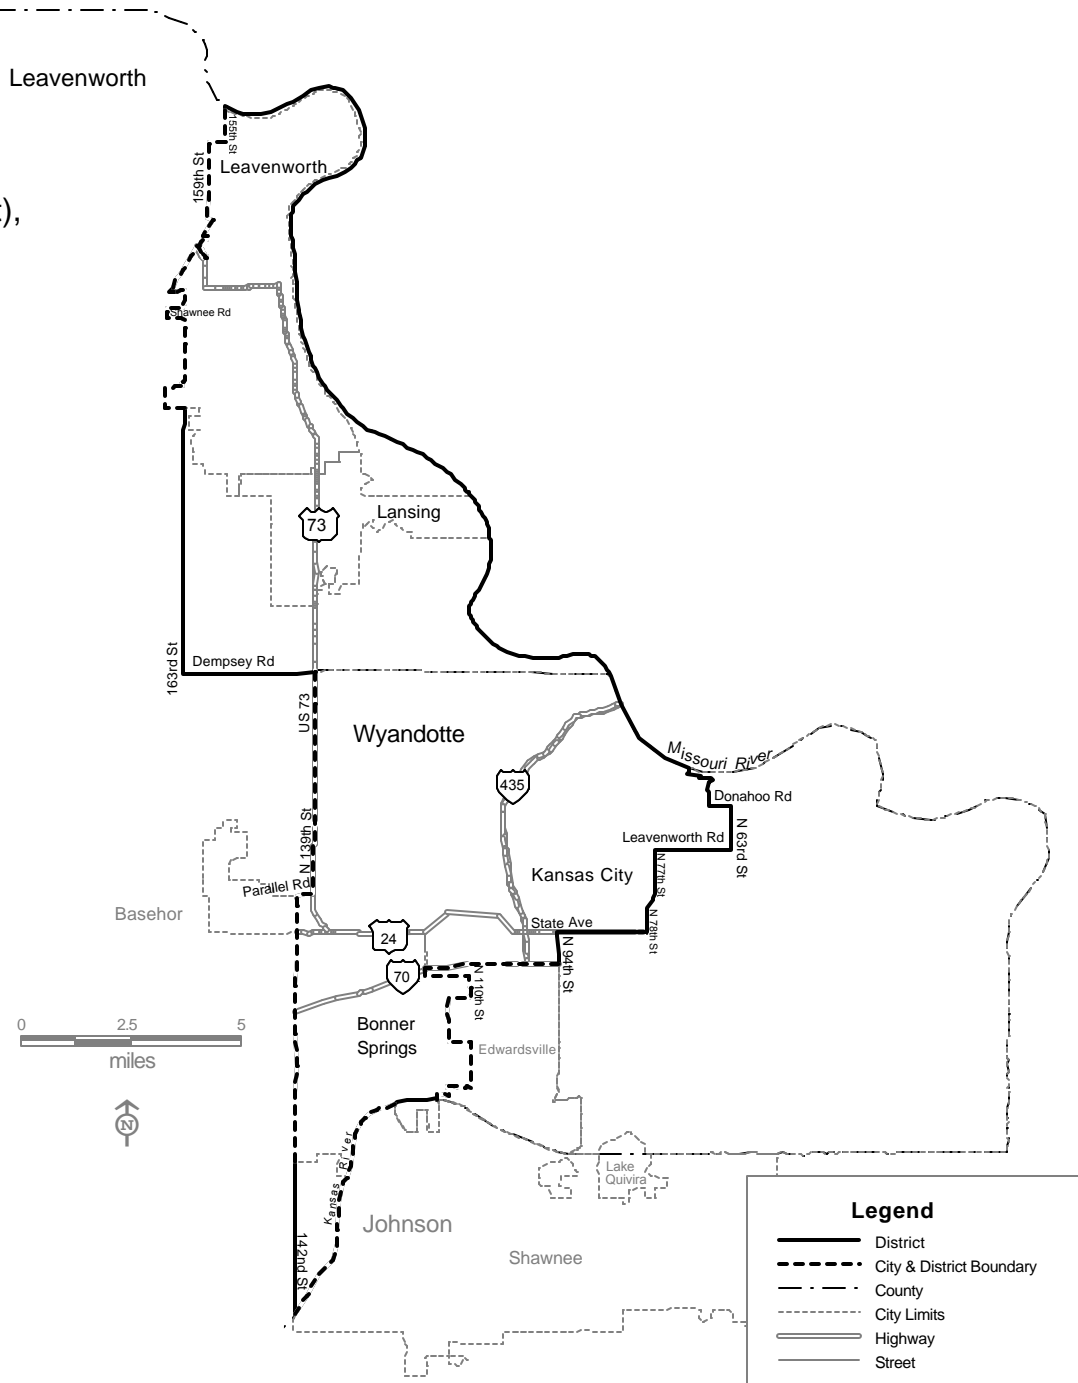 Leavenworth
155th St
159th St
Leavenworth
),
Shawnee Rd
73
Lansing
163rd St
Dempsey Rd
US 73
Wyandotte
435
Missouri River
Donahoo Rd
Leavenworth Rd
N 63rd St
N 139th St
N 77th St
Kansas City
Parallel Rd
Basehor
State Ave
N 78th St
24
N 94th St
70
N 110th St
Bonner
Springs
Edwardsville
0 2.5 5
miles
N
Kansas River
Lake
Quivira
Johnson
Shawnee
142nd St
Legend
District
City & District Boundary
County
City Limits
Highway
Street